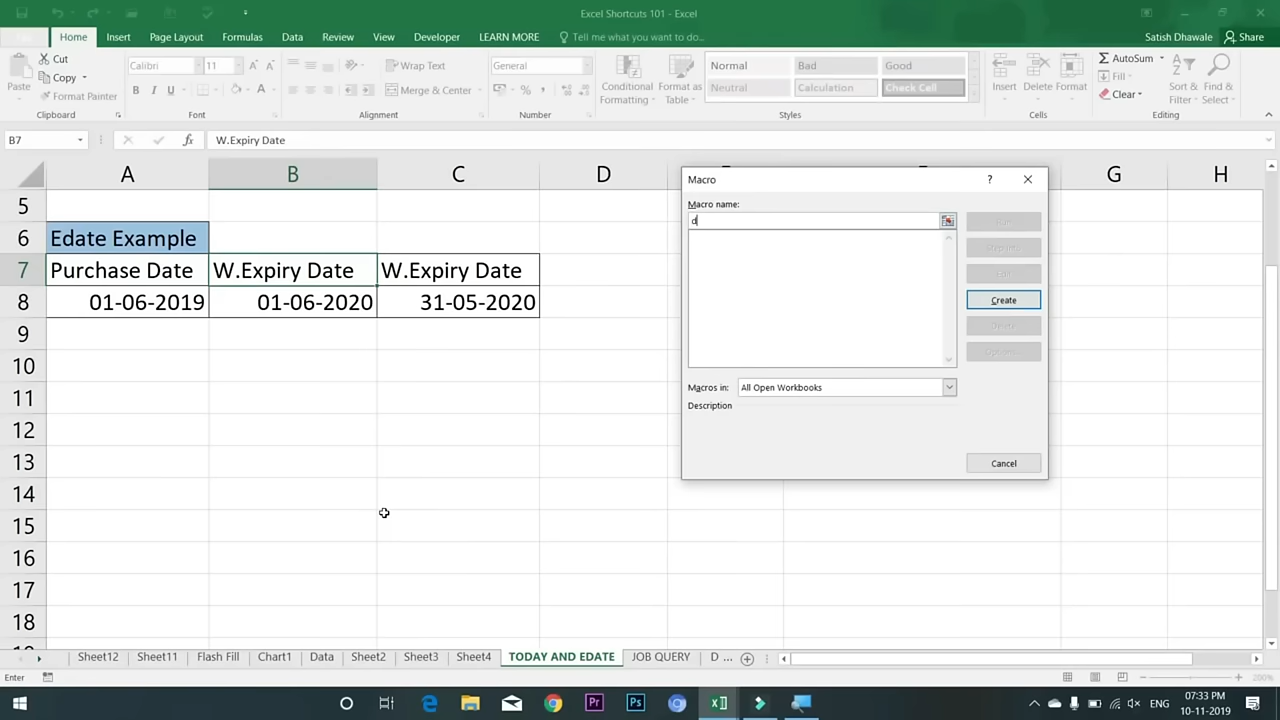 Excel Shortcuts 101 - Excel
Home Insert Page Layout Formulas Data Review View Developer LEARN MORE Tell me what you want to do... Satish Dhawale Share
Paste
Cut
Copy
Format Painter
Calibri 11
B I U
Wrap Text
Merge & Center
General
% ,
Conditional Formatting
Format as Table
Normal Bad Good
Neutral Calculation Check Cell
Insert Delete Format
AutoSum
Fill
Clear
Sort & Filter
Find & Select
Clipboard Font Alignment Number Styles Cells Editing
B7 fx W.Expiry Date
A B C D G H
5
6 Edate Example
7 Purchase Date W.Expiry Date W.Expiry Date
8 01-06-2019 01-06-2020 31-05-2020
9
10
11
12
13
14
15
16
17
18
Macro ?
Macro name:
d
Create
Macros in: All Open Workbooks
Description
Cancel
Sheet12 Sheet11 Flash Fill Chart1 Data Sheet2 Sheet3 Sheet4 TODAY AND EDATE JOB QUERY D ...
Enter 200%
Pr Ps ENG 07:33 PM
10-11-2019